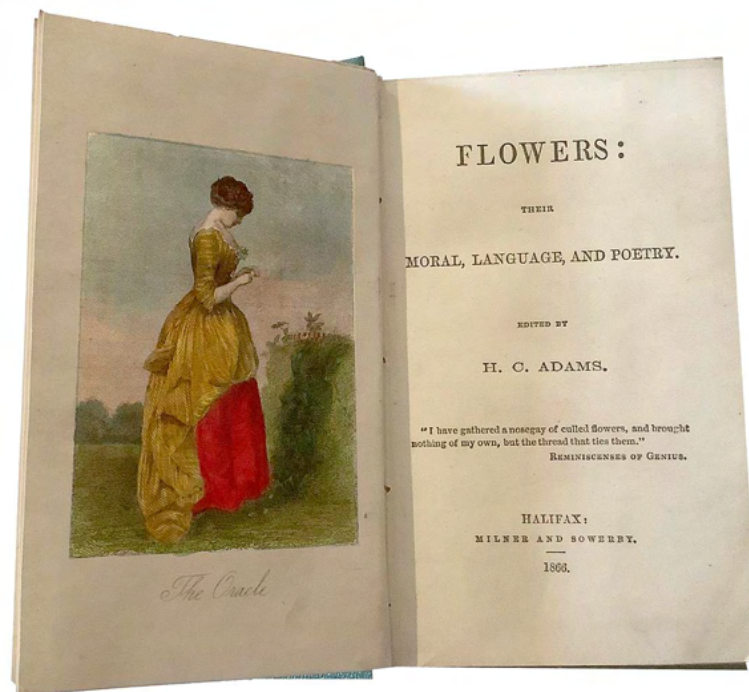 The Oracle
FLOWERS:
THEIR
MORAL, LANGUAGE, AND POETRY.
EDITED BY
H. C. ADAMS.
"I have gathered a nosegay of culled flowers, and brought
nothing of my own, but the thread that ties them."
REMINISCENSES OF GENIUS.
HALIFAX:
MILNER AND SOWERBY.
1866.